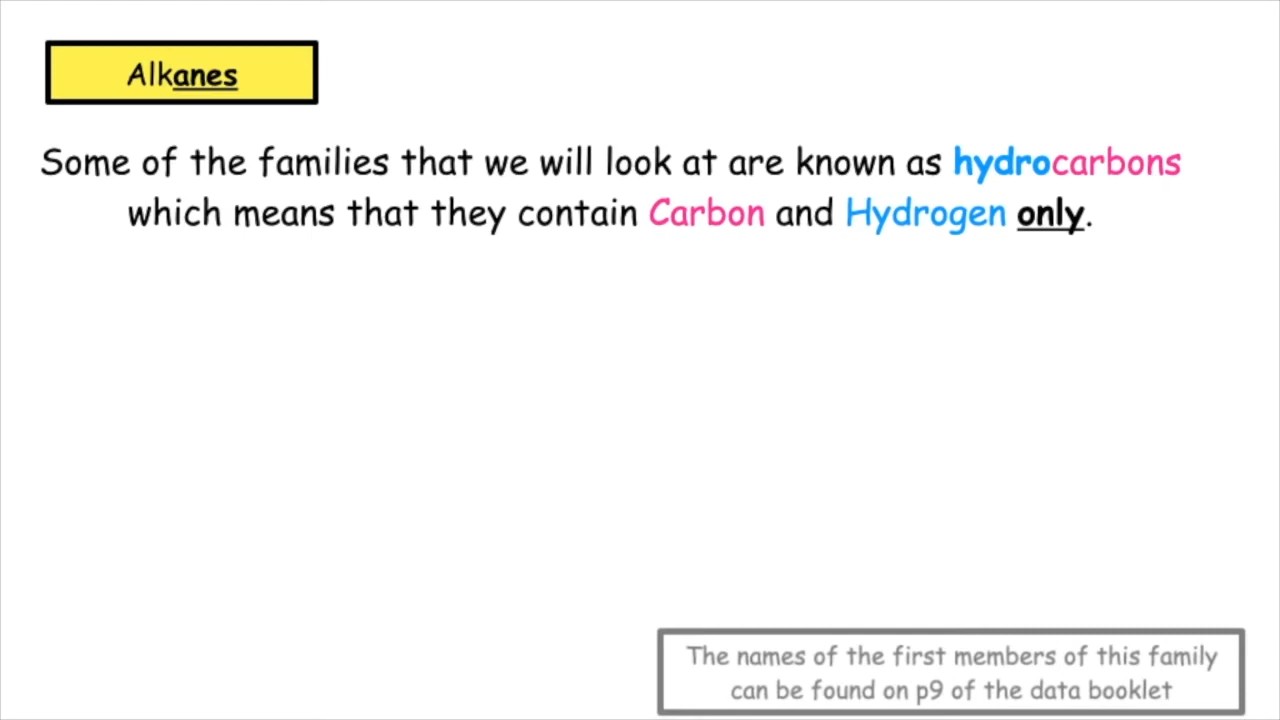 Alkanes
Some of the families that we will look at are known as hydrocarbons
which means that they contain Carbon and Hydrogen only.
The names of the first members of this family
can be found on p9 of the data booklet